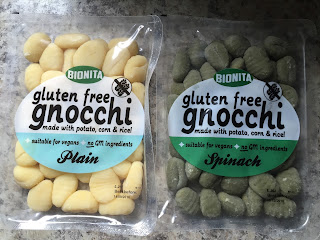 BIONITA
gluten free
gnocchi
made with potato, corn & rice!
suitable for vegans + no GM ingredients
Plain
BIONITA
gluten free
gnocchi
made with potato, corn & rice!
suitable for vegans + no GM ingredients
Spinach